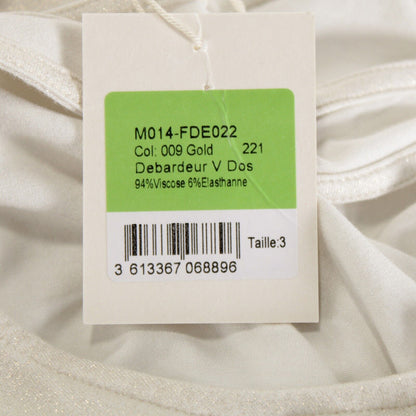 M014-FDE022
Col: 009 Gold 221
Debardeur V Dos
94%Viscose 6%Elasthanne
3 613367 068896
Taille:3